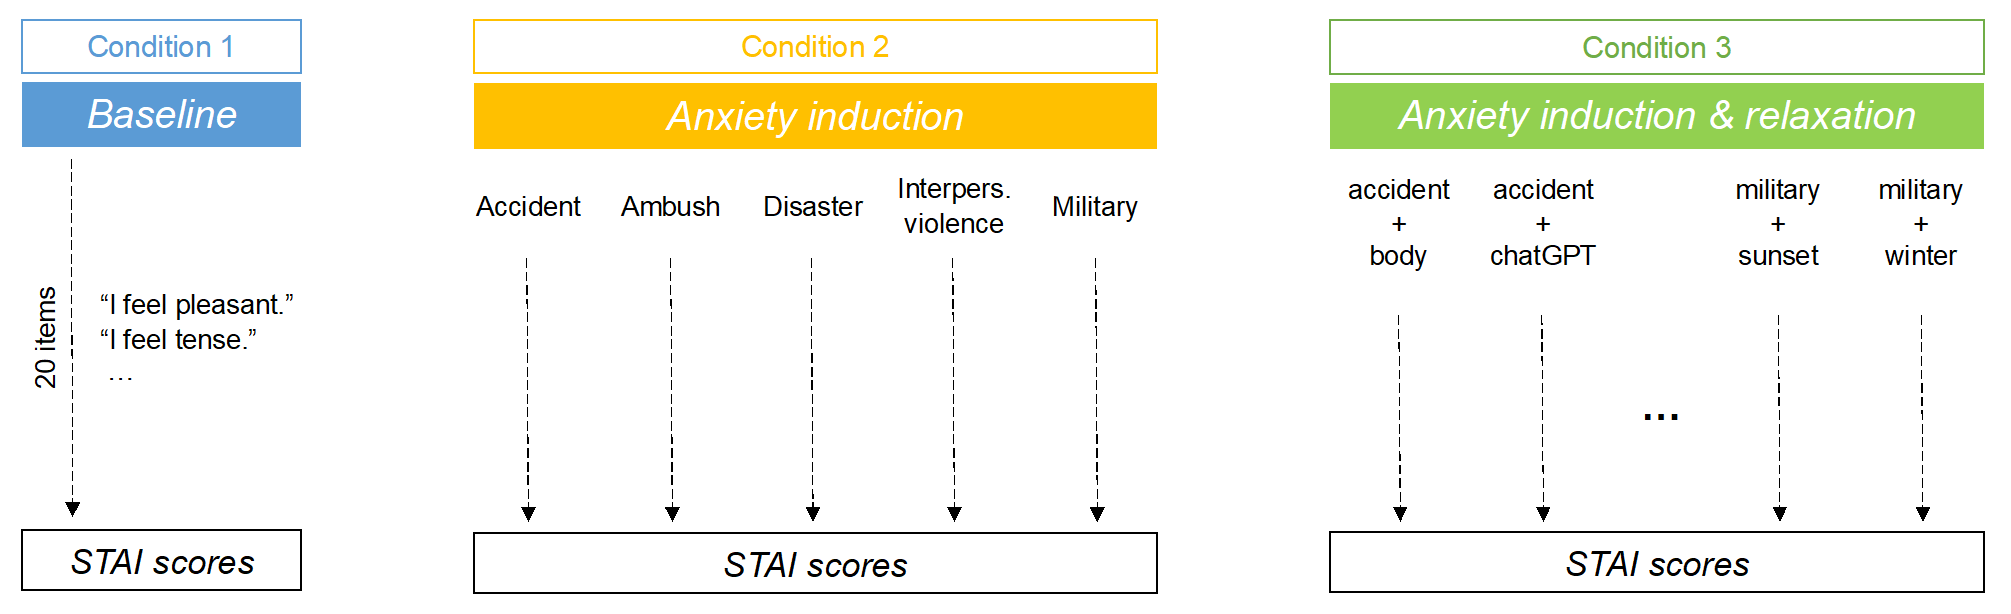 Condition 1
Baseline
20 items
“I feel pleasant.”
“I feel tense.”
…
STAI scores
Condition 2
Anxiety induction
Accident
Ambush
Disaster
Interpers.
violence
Military
STAI scores
Condition 3
Anxiety induction & relaxation
accident
+
body
accident
+
chatGPT
...
military
+
sunset
military
+
winter
STAI scores